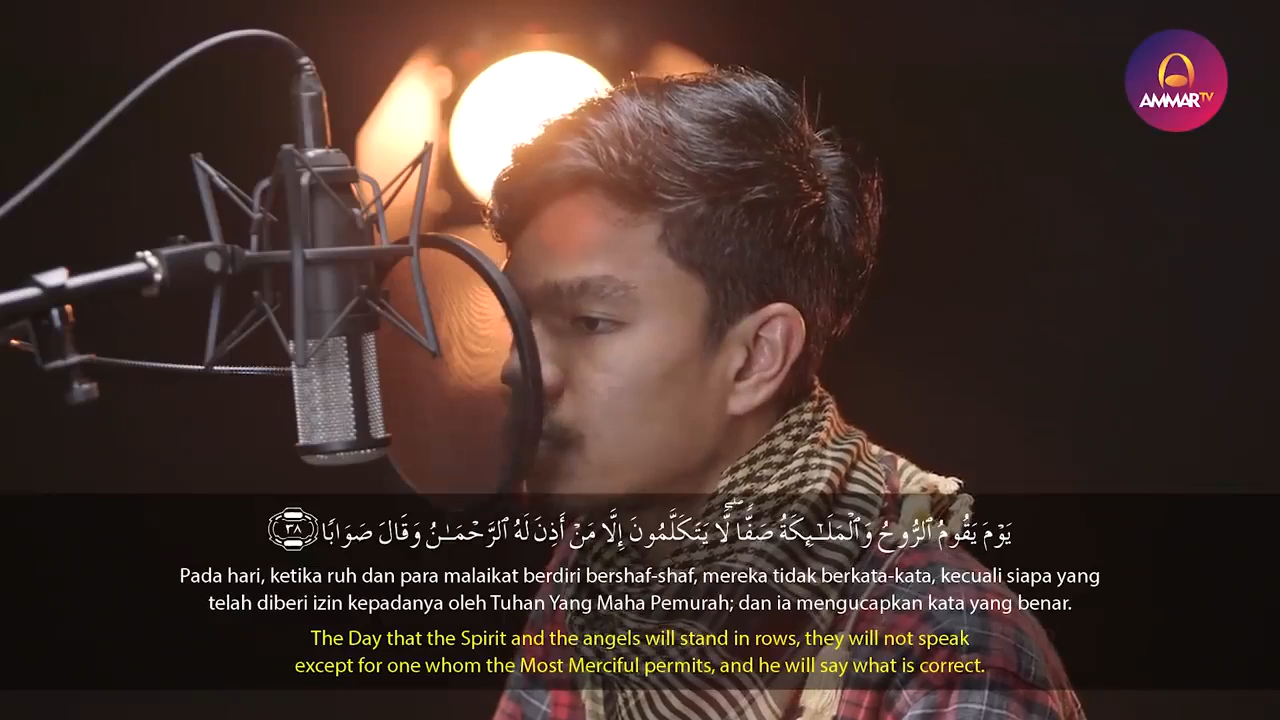 AMMARTV
يَوْمَ يَقُومُ ٱلرُّوحُ وَٱلْمَلَـٰٓئِكَةُ صَفًّا ۖ لَّا يَتَكَلَّمُونَ إِلَّا مَنْ أَذِنَ لَهُ ٱلرَّحْمَـٰنُ وَقَالَ صَوَابًا ٣٨
Pada hari, ketika ruh dan para malaikat berdiri bershaf-shaf, mereka tidak berkata-kata, kecuali siapa yang
telah diberi izin kepadanya oleh Tuhan Yang Maha Pemurah; dan ia mengucapkan kata yang benar.
The Day that the Spirit and the angels will stand in rows, they will not speak
except for one whom the Most Merciful permits, and he will say what is correct.